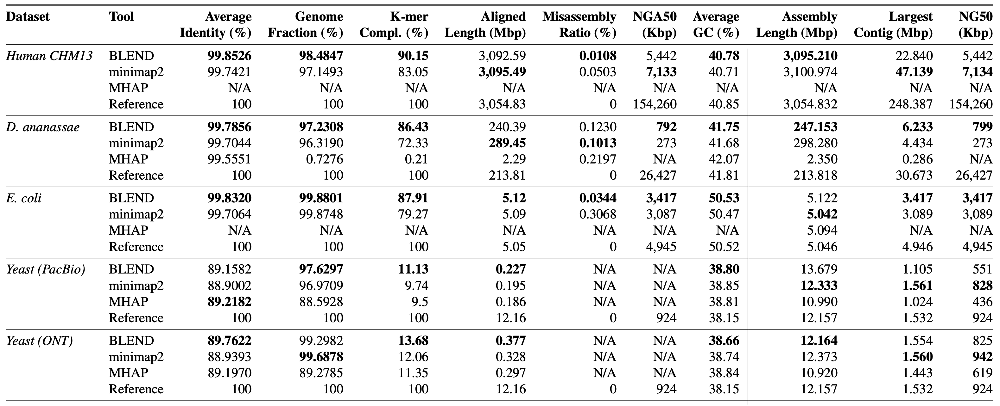 Dataset Tool Average Genome K-mer Aligned Misassembly NGA50 Average Assembly Largest NG50
Identity (%) Fraction (%) Compl. (%) Length (Mbp) Ratio (%) (Kbp) GC (%) Length (Mbp) Contig (Mbp) (Kbp)
Human CHM13 BLEND 99.8526 98.4847 90.15 3,092.59 0.0108 5,442 40.78 3,095.210 22.840 5,442
minimap2 99.7421 97.1493 83.05 3,095.49 0.0503 7,133 40.71 3,100.974 47.139 7,134
MHAP N/A N/A N/A N/A N/A N/A N/A N/A N/A N/A
Reference 100 100 100 3,054.83 0 154,260 40.85 3,054.832 248.387 154,260
D. ananassae BLEND 99.7856 97.2308 86.43 240.39 0.1230 792 41.75 247.153 6.233 799
minimap2 99.7044 96.3190 72.33 289.45 0.1013 273 41.68 298.280 4.434 273
MHAP 99.5551 0.7276 0.21 2.29 0.2197 N/A 42.07 2.350 0.286 N/A
Reference 100 100 100 213.81 0 26,427 41.81 213.818 30.673 26,427
E. coli BLEND 99.8320 99.8801 87.91 5.12 0.0344 3,417 50.53 5.122 3.417 3,417
minimap2 99.7064 99.8748 79.27 5.09 0.3068 3,087 50.47 5.042 3.089 3,089
MHAP N/A N/A N/A N/A N/A N/A N/A 5.094 N/A N/A
Reference 100 100 100 5.05 0 4,945 50.52 5.046 4.946 4,945
Yeast (PacBio) BLEND 89.1582 97.6297 11.13 0.227 N/A N/A 38.80 13.679 1.105 551
minimap2 88.9002 96.9709 9.74 0.195 N/A N/A 38.85 12.333 1.561 828
MHAP 89.2182 88.5928 9.5 0.186 N/A N/A 38.81 10.990 1.024 436
Reference 100 100 100 12.16 0 924 38.15 12.157 1.532 924
Yeast (ONT) BLEND 89.7622 99.2982 13.68 0.377 N/A N/A 38.66 12.164 1.554 825
minimap2 88.9393 99.6878 12.06 0.328 N/A N/A 38.74 12.373 1.560 942
MHAP 89.1970 89.2785 11.35 0.297 N/A N/A 38.84 10.920 1.443 619
Reference 100 100 100 12.16 0 924 38.15 12.157 1.532 924